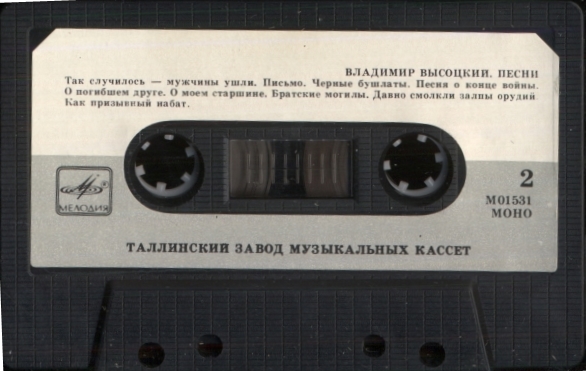 ВЛАДИМИР ВЫСОЦКИЙ. ПЕСНИ
Так случилось — мужчины ушли. Письмо. Черные бушлаты. Песня о конце войны.
О погибшем друге. О моем старшине. Братские могилы. Давно смолкли залпы орудий.
Как призывный набат.
2
МЕЛОДИЯ
М01531
МОНО
ТАЛЛИНСКИЙ ЗАВОД МУЗЫКАЛЬНЫХ КАССЕТ